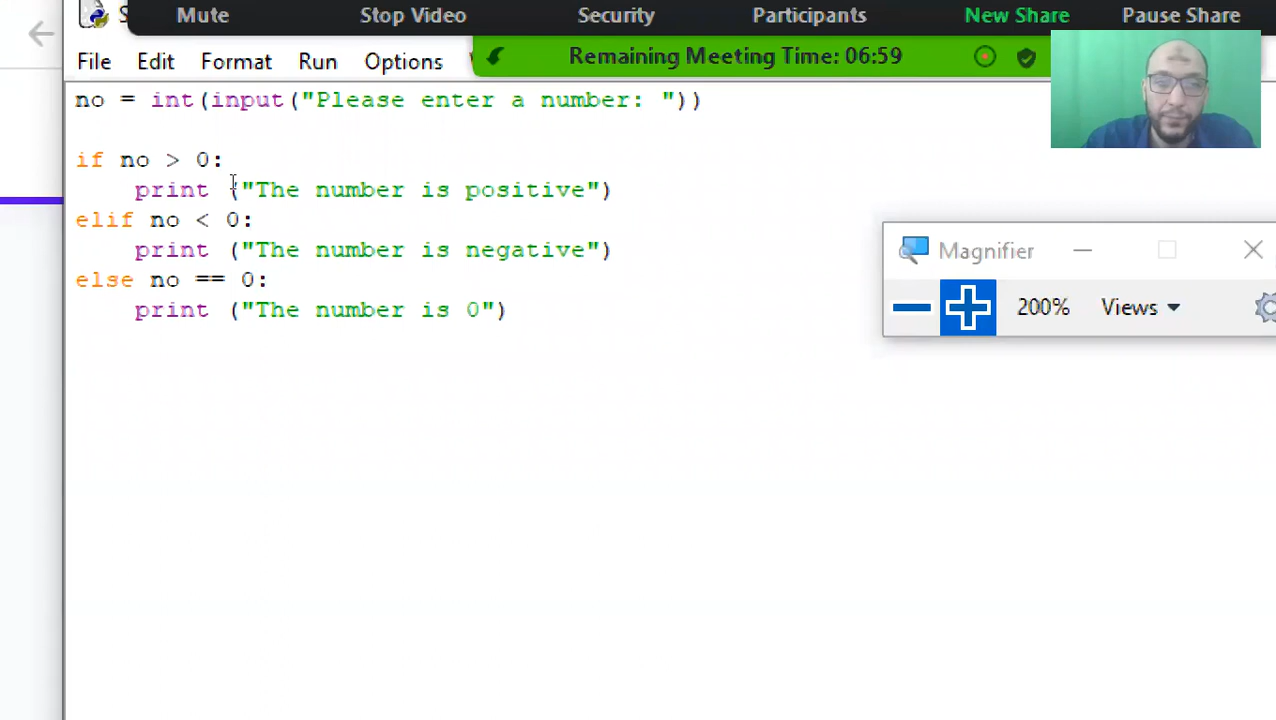 Mute Stop Video Security Participants New Share Pause Share
File Edit Format Run Options
Remaining Meeting Time: 06:59
no = int(input("Please enter a number: "))
if no > 0:
    print ("The number is positive")
elif no < 0:
    print ("The number is negative")
else no == 0:
    print ("The number is 0")
Magnifier
200% Views